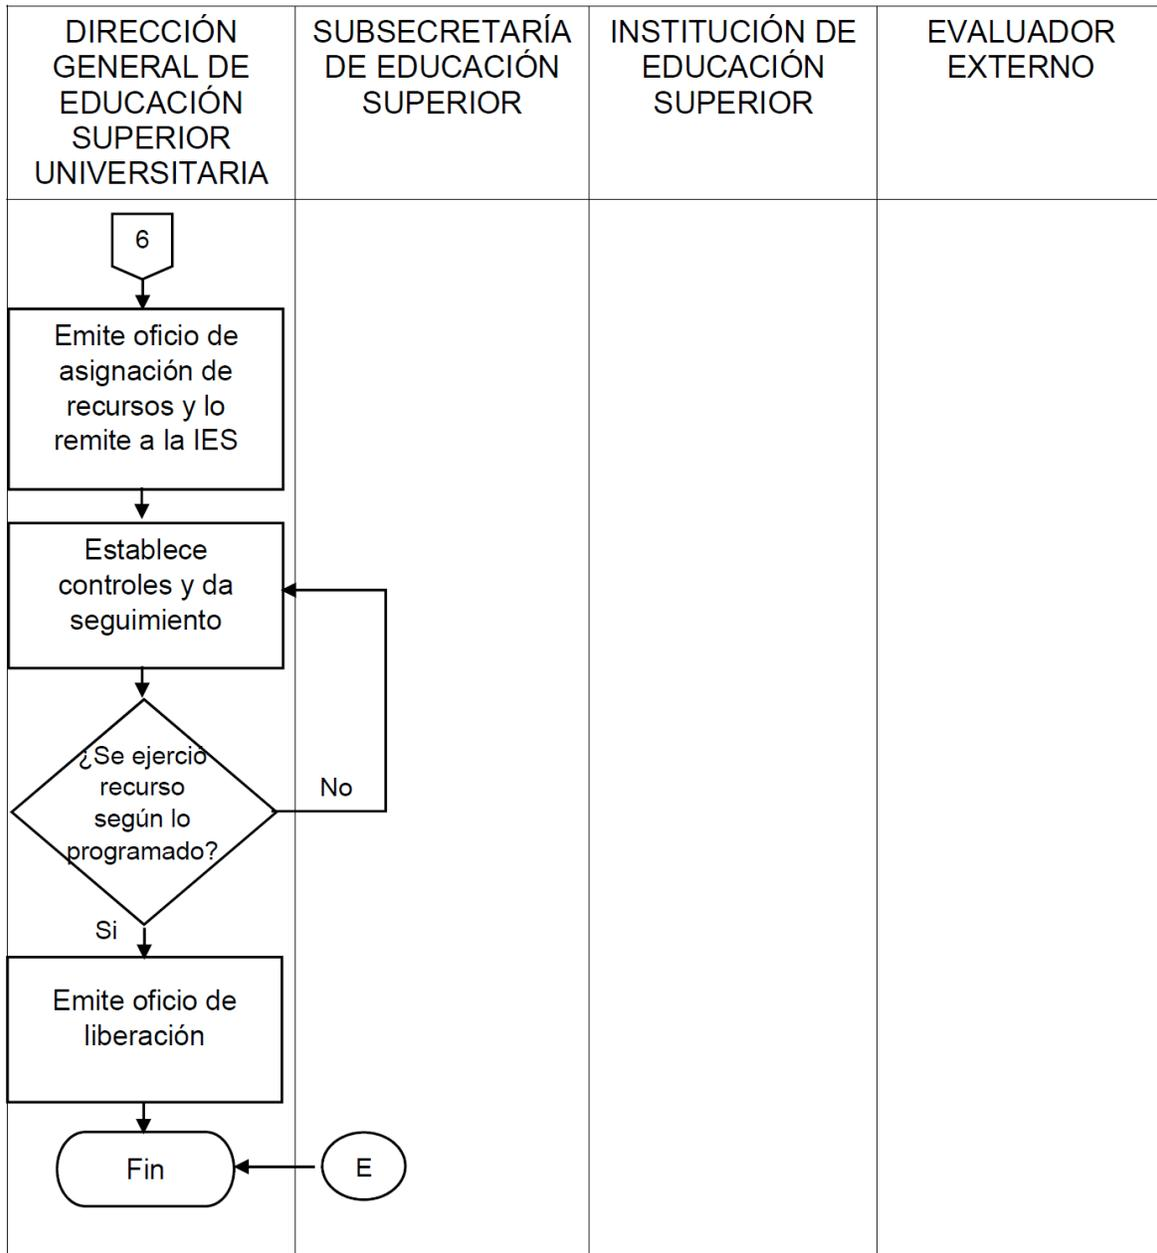 DIRECCIÓN
GENERAL DE
EDUCACIÓN
SUPERIOR
UNIVERSITARIA
SUBSECRETARÍA
DE EDUCACIÓN
SUPERIOR
INSTITUCIÓN DE
EDUCACIÓN
SUPERIOR
EVALUADOR
EXTERNO
6
Emite oficio de
asignación de
recursos y lo
remite a la IES
Establece
controles y da
seguimiento
¿Se ejerció
recurso
según lo
programado?
No
Si
Emite oficio de
liberación
Fin
E